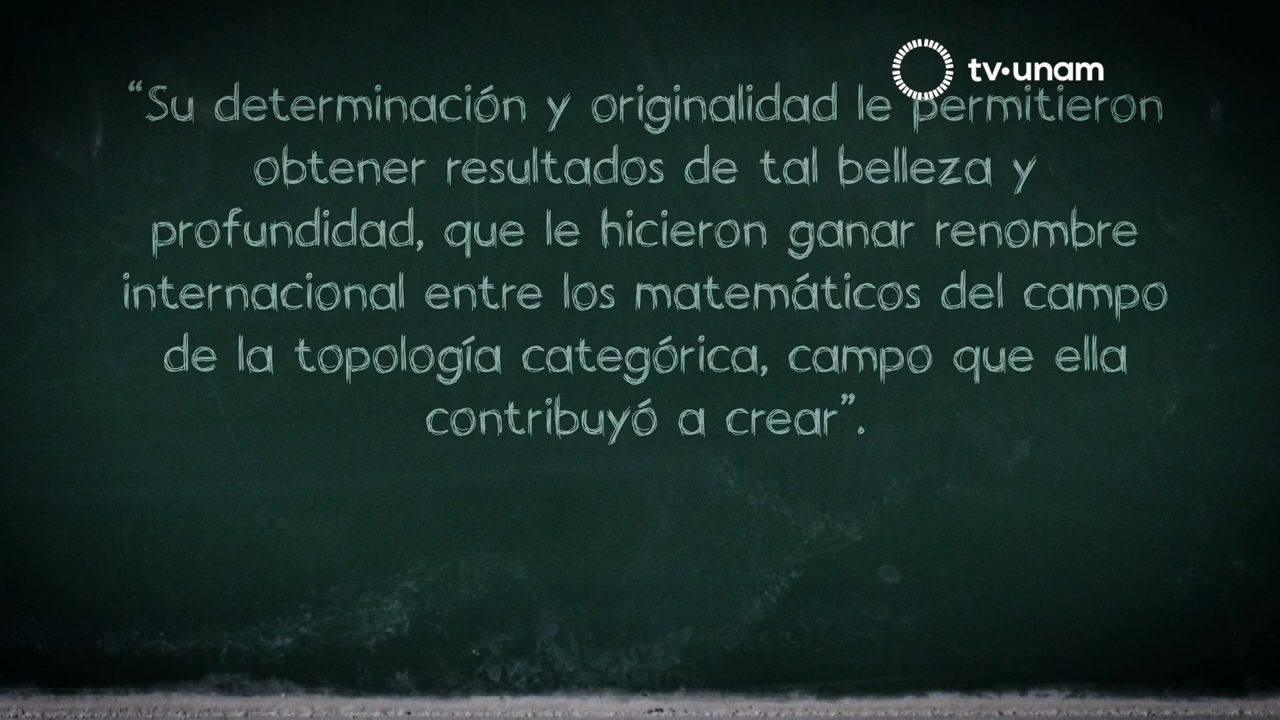 tv·unam
“Su determinación y originalidad le permitieron
obtener resultados de tal belleza y
profundidad, que le hicieron ganar renombre
internacional entre los matemáticos del campo
de la topología categórica, campo que ella
contribuyó a crear”.